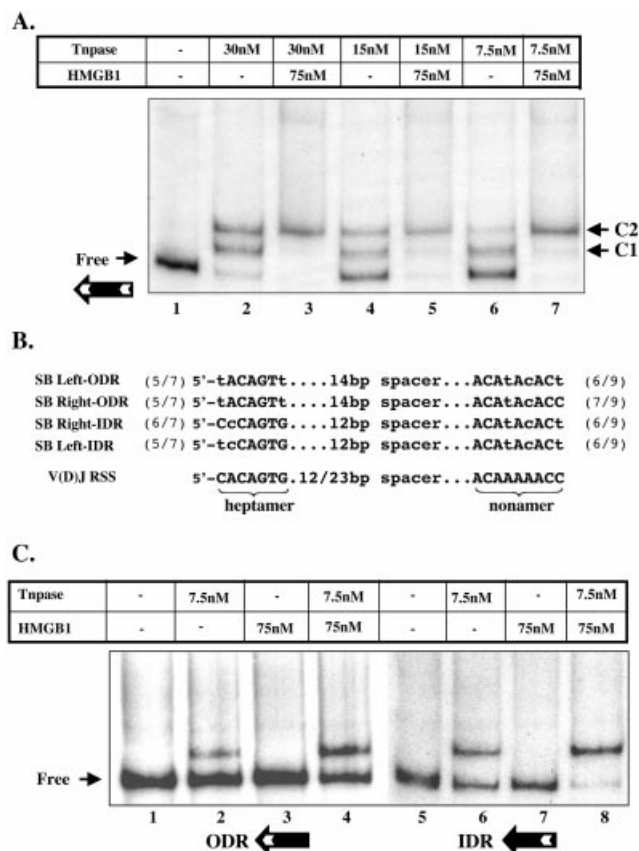 A.
Tnpase - 30nM 30nM 15nM 15nM 7.5nM 7.5nM
HMGB1 - - 75nM - 75nM - 75nM
C2
C1
Free
1 2 3 4 5 6 7
B.
SB Left-ODR (5/7) 5'-tACAGTt....14bp spacer...ACAtAcACt (6/9)
SB Right-ODR (5/7) 5'-tACAGTt....14bp spacer...ACAtAcACC (7/9)
SB Right-IDR (6/7) 5'-CcCAGTG....12bp spacer...ACAtAcACt (6/9)
SB Left-IDR (5/7) 5'-tcCAGTG....12bp spacer...ACAtAcACt (6/9)
V(D)J RSS 5'-CACAGTG.12/23bp spacer...ACAAAAACC
heptamer nonamer
C.
Tnpase - 7.5nM - 7.5nM - 7.5nM - 7.5nM
HMGB1 - - 75nM 75nM - - 75nM 75nM
Free
1 2 3 4 5 6 7 8
ODR IDR